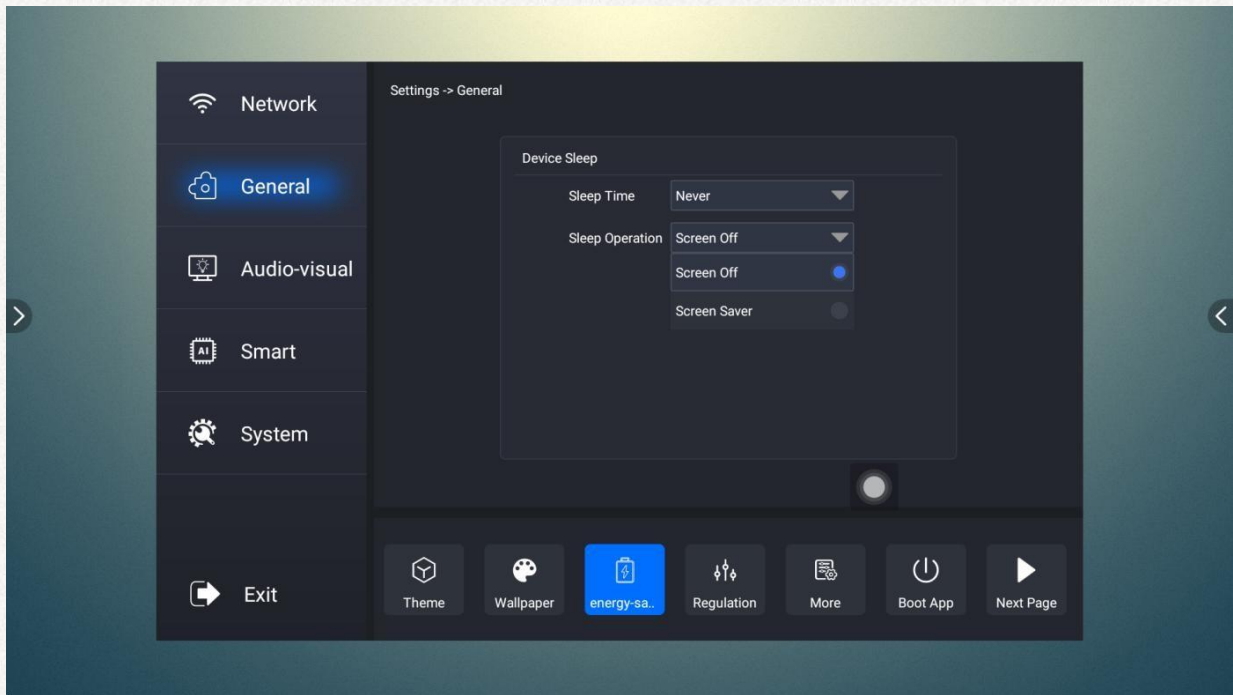 Network
General
Audio-visual
AI
Smart
System
Exit
Settings -> General
Device Sleep
Sleep Time Never
Sleep Operation Screen Off
Screen Off
Screen Saver
Theme
Wallpaper
energy-sa..
Regulation
More
Boot App
Next Page